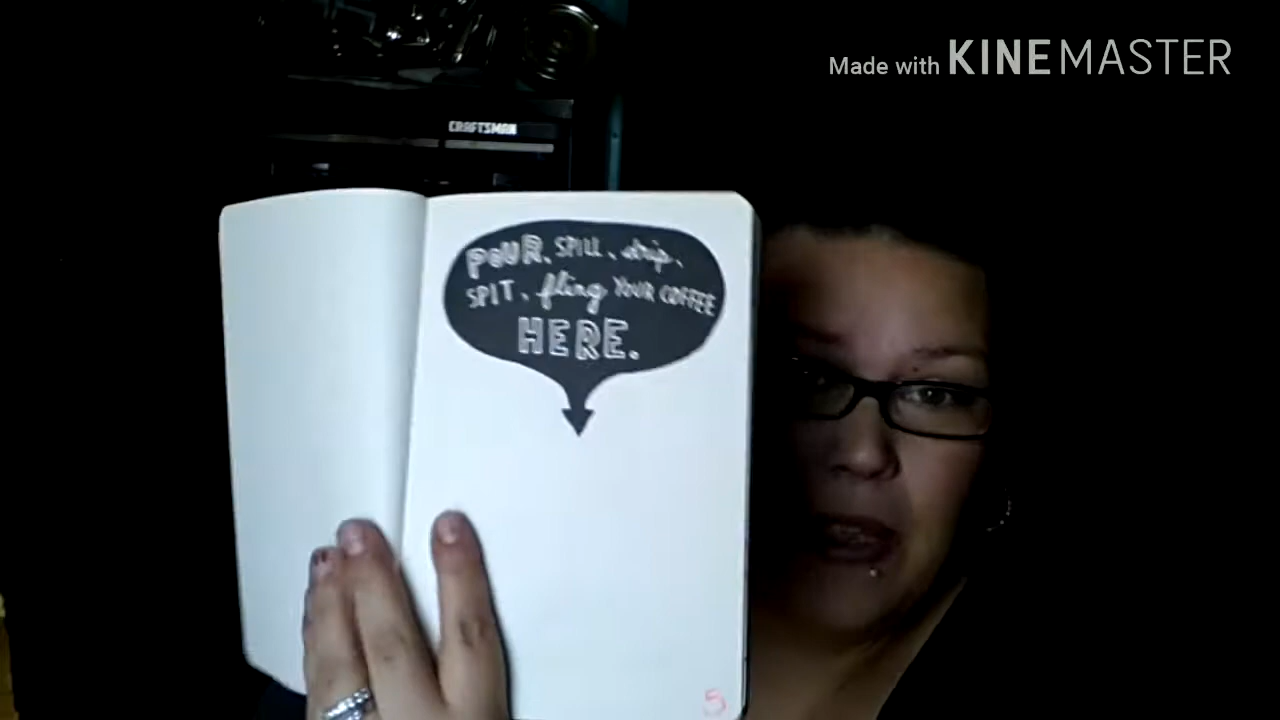 Made with KINEMASTER
CRAFTSMAN
POUR, SPILL, drip,
SPIT, fling YOUR COFFEE
HERE.
5